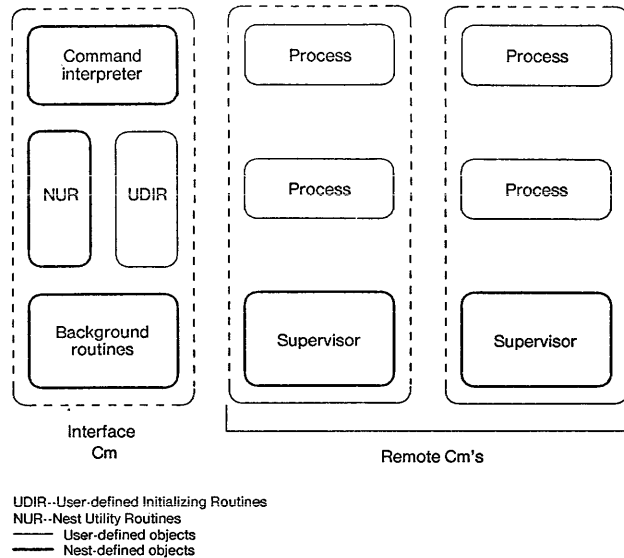 Command
interpreter
NUR
UDIR
Background
routines
Process
Process
Supervisor
Process
Process
Supervisor
Interface
Cm
Remote Cm's
UDIR--User-defined Initializing Routines
NUR--Nest Utility Routines
User-defined objects
Nest-defined objects